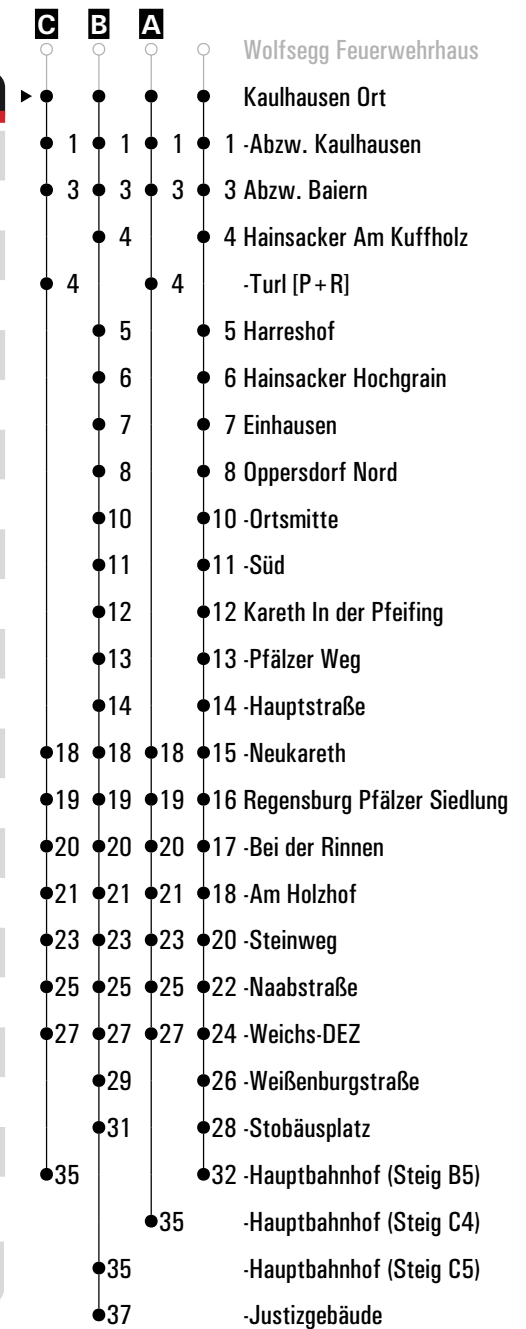 C B A
Wolfsegg Feuerwehrhaus
Kaulhausen Ort
1 1 1 1 -Abzw. Kaulhausen
3 3 3 3 Abzw. Baiern
4 4 Hainsacker Am Kuffholz
4 4 -Turl [P+R]
5 5 Harreshof
6 6 Hainsacker Hochgrain
7 7 Einhausen
8 8 Oppersdorf Nord
10 10 -Ortsmitte
11 11 -Süd
12 12 Kareth In der Pfeifing
13 13 -Pfälzer Weg
14 14 -Hauptstraße
18 18 18 15 -Neukareth
19 19 19 16 Regensburg Pfälzer Siedlung
20 20 20 17 -Bei der Rinnen
21 21 21 18 -Am Holzhof
23 23 23 20 -Steinweg
25 25 25 22 -Naabstraße
27 27 27 24 -Weichs-DEZ
29 26 -Weißenburgstraße
31 28 -Stobäusplatz
35 32 -Hauptbahnhof (Steig B5)
35 -Hauptbahnhof (Steig C4)
35 -Hauptbahnhof (Steig C5)
37 -Justizgebäude